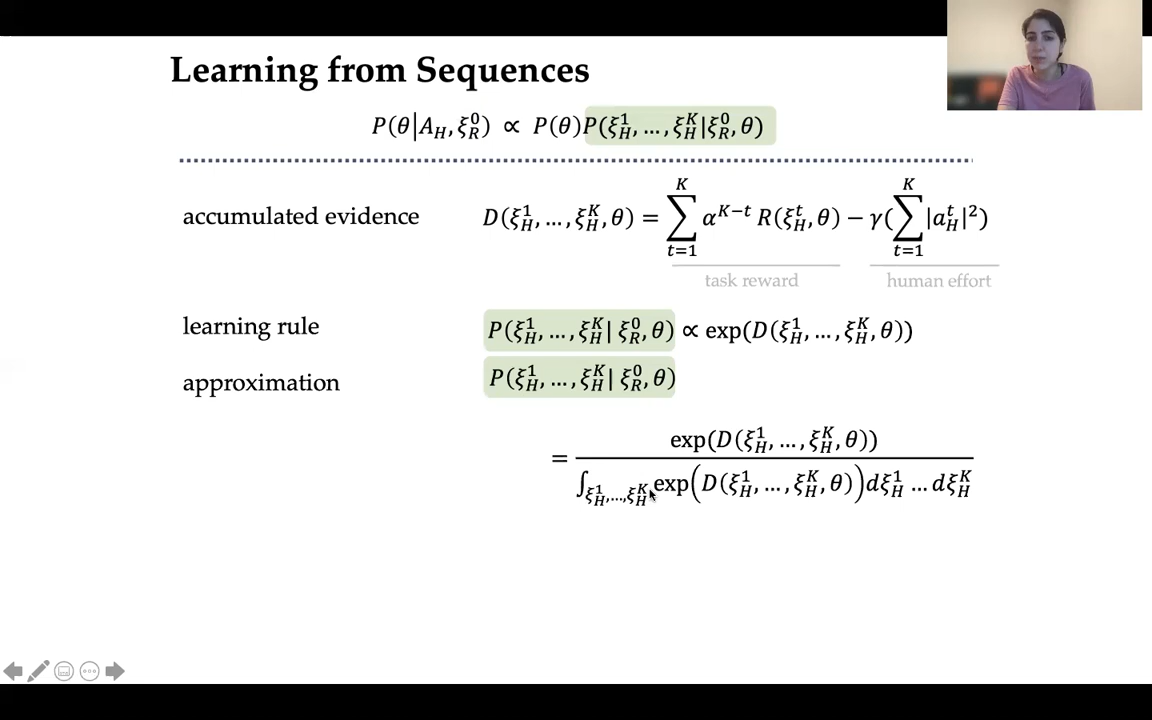 Learning from Sequences
P(θ|A_H, ξ_R^0) ∝ P(θ)P(ξ_H^1, …, ξ_H^K|ξ_R^0, θ)
accumulated evidence D(ξ_H^1, …, ξ_H^K, θ) = ∑_{t=1}^{K} α^{K−t} R(ξ_H^t, θ) − γ(∑_{t=1}^{K} |a_H^t|^2)
task reward human effort
learning rule P(ξ_H^1, …, ξ_H^K| ξ_R^0, θ) ∝ exp(D(ξ_H^1, …, ξ_H^K, θ))
approximation P(ξ_H^1, …, ξ_H^K| ξ_R^0, θ)
= exp(D(ξ_H^1, …, ξ_H^K, θ)) / ∫_{ξ_H^1,…,ξ_H^K} exp(D(ξ_H^1, …, ξ_H^K, θ))dξ_H^1 … dξ_H^K